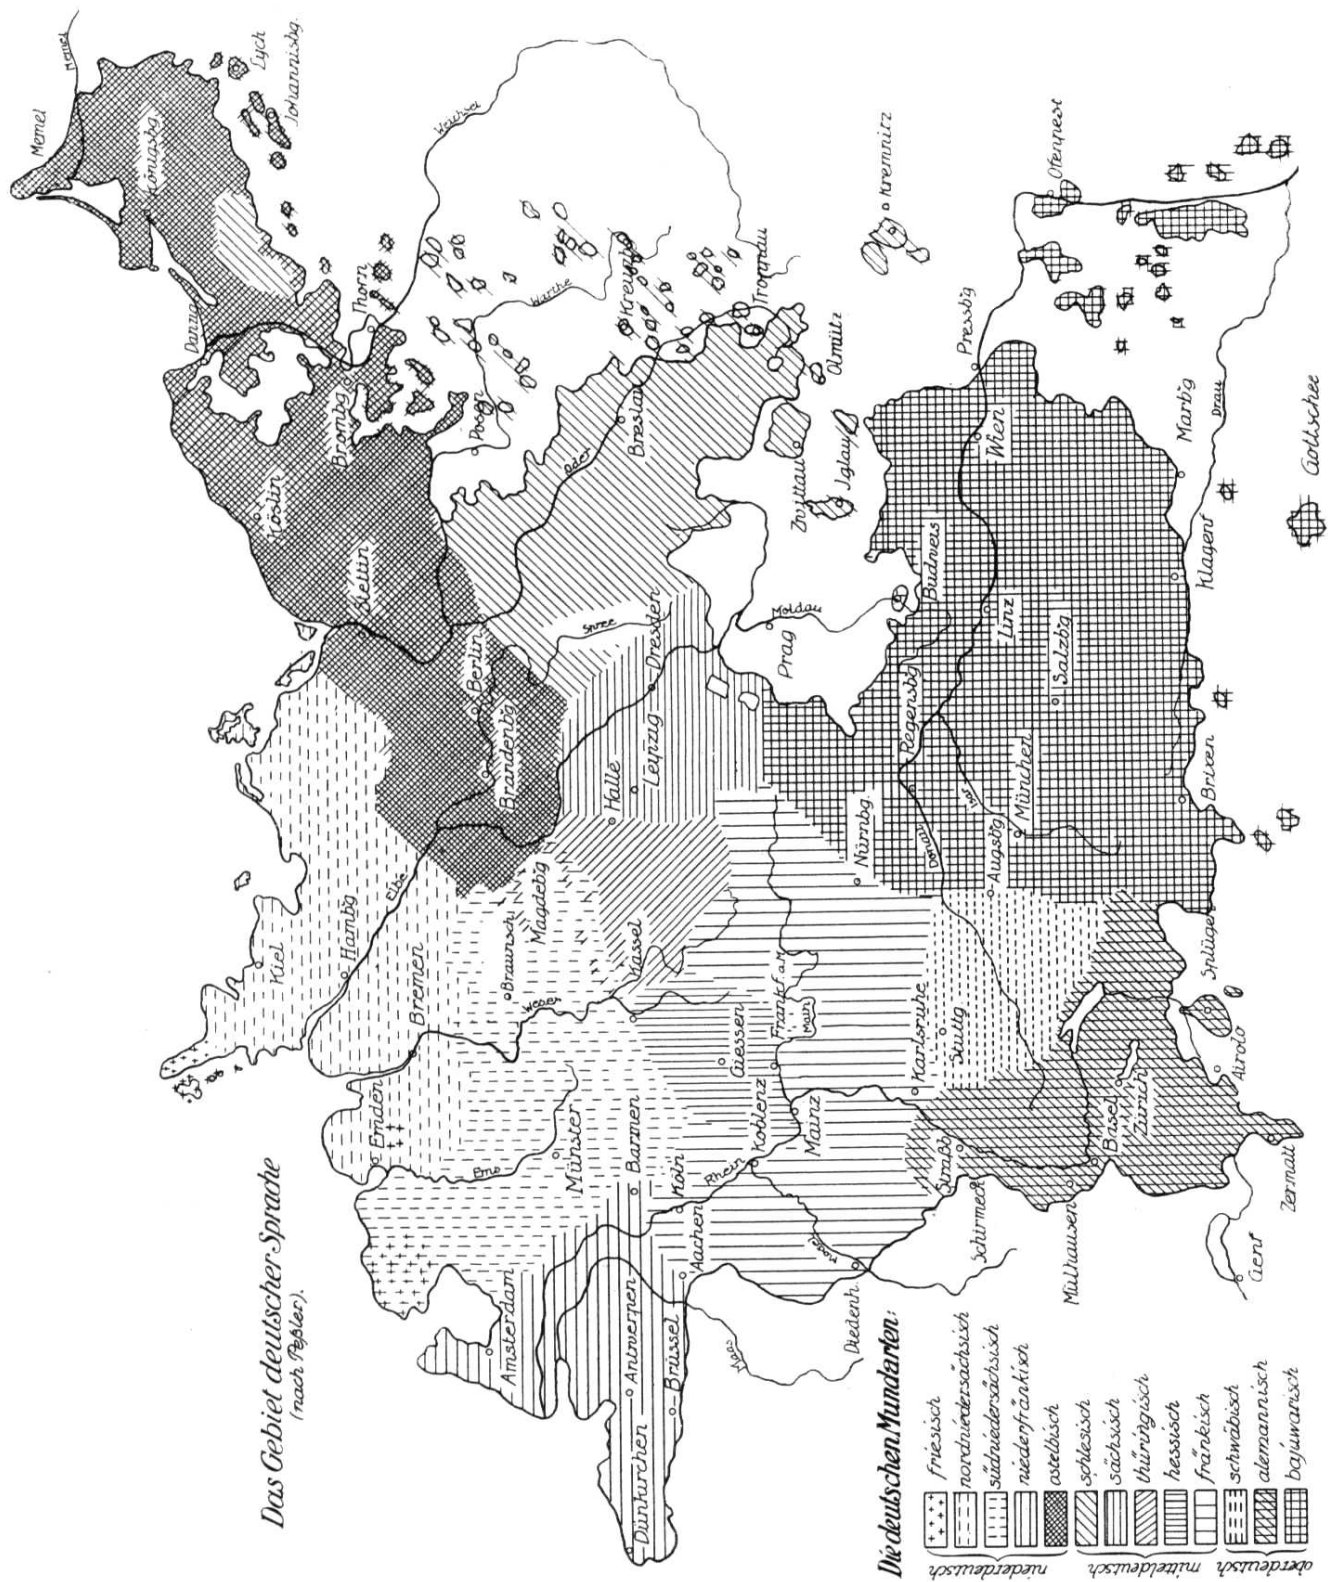 Das Gebiet deutscher Sprache
(nach Peßler).
Memel
Memel
Königsbg.
Lyck
Johannisbg.
Danzig
Thorn
Weichsel
Brombg.
Köslin
Stettin
Posen
Warthe
Kreuzbg.
Troppau
Kremnitz
Ofenpest
Oder
Breslau
Olmütz
Zwittau
Iglau
Pressbg
Wien
Marbg
Drau
Gottschee
Klagenf
Budweis
Linz
Salzbg.
Moldau
Prag
Spree
Dresden
Berlin
Brandenbg
Leipzig
Halle
Regensbg
Isar
München
Brixen
Nürnbg.
Donau
Augsbg
Magdebg
Braunsch.
Elbe
Hambg
Kiel
Bremen
Weser
Kassel
Giessen
Frankf. a.M.
Main
Karlsruhe
Stuttg
Splügen
Airolo
Emden
Ems
Münster
Barmen
Köln
Rhein
Koblenz
Mainz
Straßb
Basel
Zürich
Zermatt
Genf
Mülhausen
Schirmeck
Aachen
Mosel
Diedenh.
Maas
Amsterdam
Antwerpen
Brüssel
Dünkirchen
Die deutschen Mundarten:
niederdeutsch
friesisch
nordniedersächsisch
südniedersächsisch
niederfränkisch
ostelbisch
mitteldeutsch
schlesisch
sächsisch
thüringisch
hessisch
fränkisch
oberdeutsch
schwäbisch
alemannisch
bajuwarisch